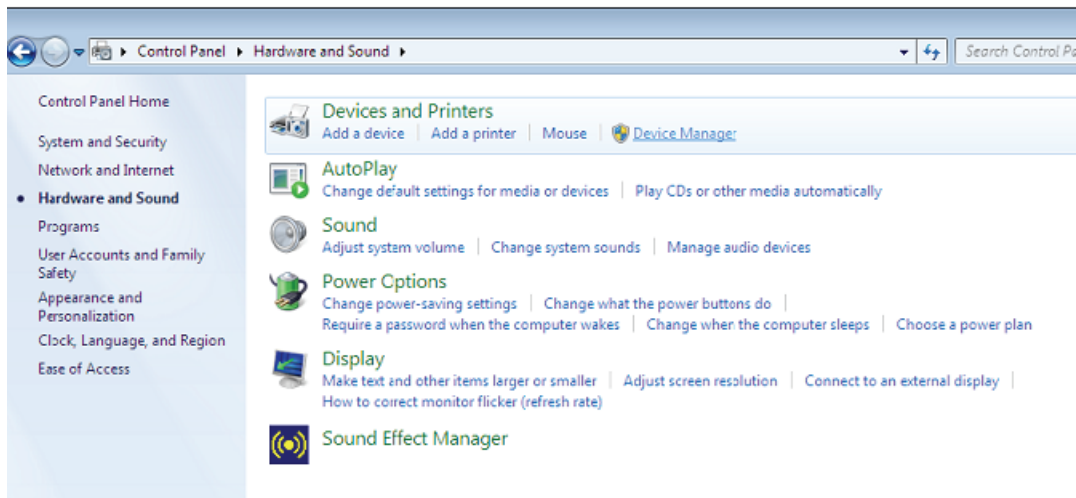 Control Panel Hardware and Sound
Search Control Pa
Control Panel Home
System and Security
Network and Internet
Hardware and Sound
Programs
User Accounts and Family
Safety
Appearance and
Personalization
Clock, Language, and Region
Ease of Access
Devices and Printers
Add a device Add a printer Mouse Device Manager
AutoPlay
Change default settings for media or devices Play CDs or other media automatically
Sound
Adjust system volume Change system sounds Manage audio devices
Power Options
Change power-saving settings Change what the power buttons do
Require a password when the computer wakes Change when the computer sleeps Choose a power plan
Display
Make text and other items larger or smaller Adjust screen resolution Connect to an external display
How to correct monitor flicker (refresh rate)
Sound Effect Manager